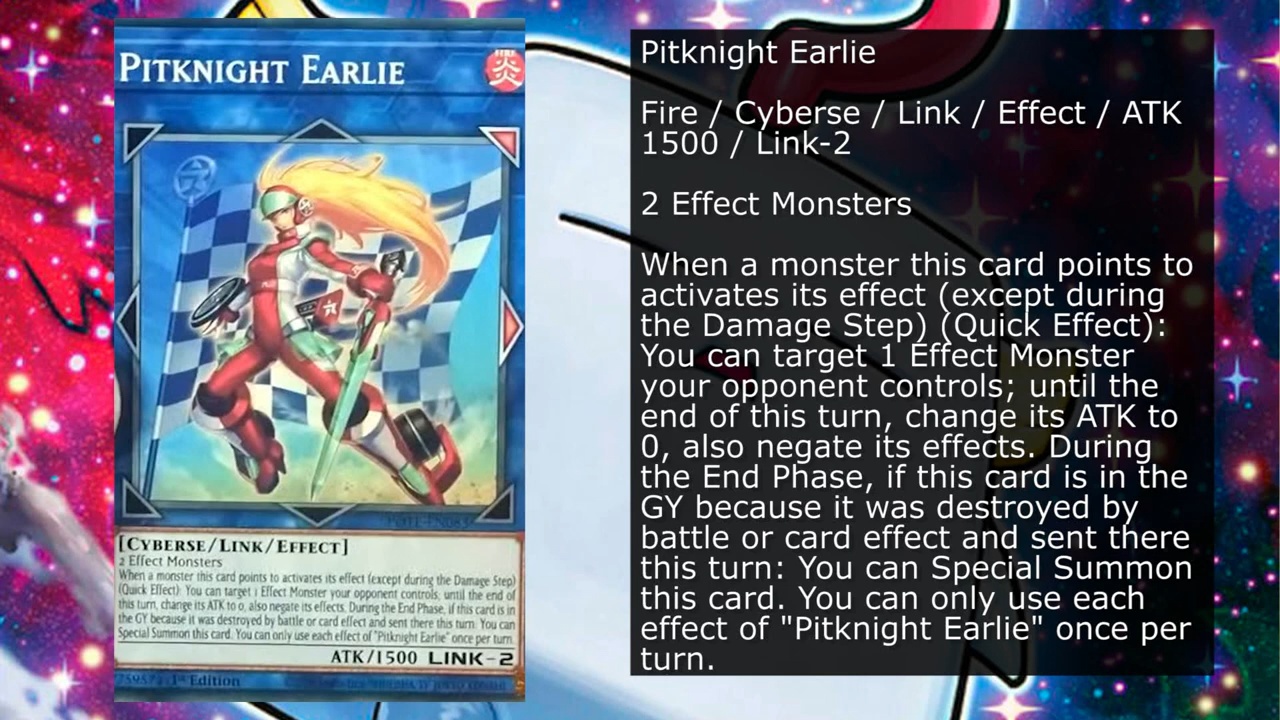 PITKNIGHT EARLIE
炎
[CYBERSE/LINK/EFFECT]
2 Effect Monsters
When a monster this card points to activates its effect (except during the Damage Step)
(Quick Effect): You can target 1 Effect Monster your opponent controls; until the end of
this turn, change its ATK to 0, also negate its effects. During the End Phase, if this card is in
the GY because it was destroyed by battle or card effect and sent there this turn: You can
Special Summon this card. You can only use each effect of "Pitknight Earlie" once per turn.
ATK/1500 LINK-2
1st Edition
Pitknight Earlie
Fire / Cyberse / Link / Effect / ATK
1500 / Link-2
2 Effect Monsters
When a monster this card points to
activates its effect (except during
the Damage Step) (Quick Effect):
You can target 1 Effect Monster
your opponent controls; until the
end of this turn, change its ATK to
0, also negate its effects. During
the End Phase, if this card is in the
GY because it was destroyed by
battle or card effect and sent there
this turn: You can Special Summon
this card. You can only use each
effect of "Pitknight Earlie" once per
turn.